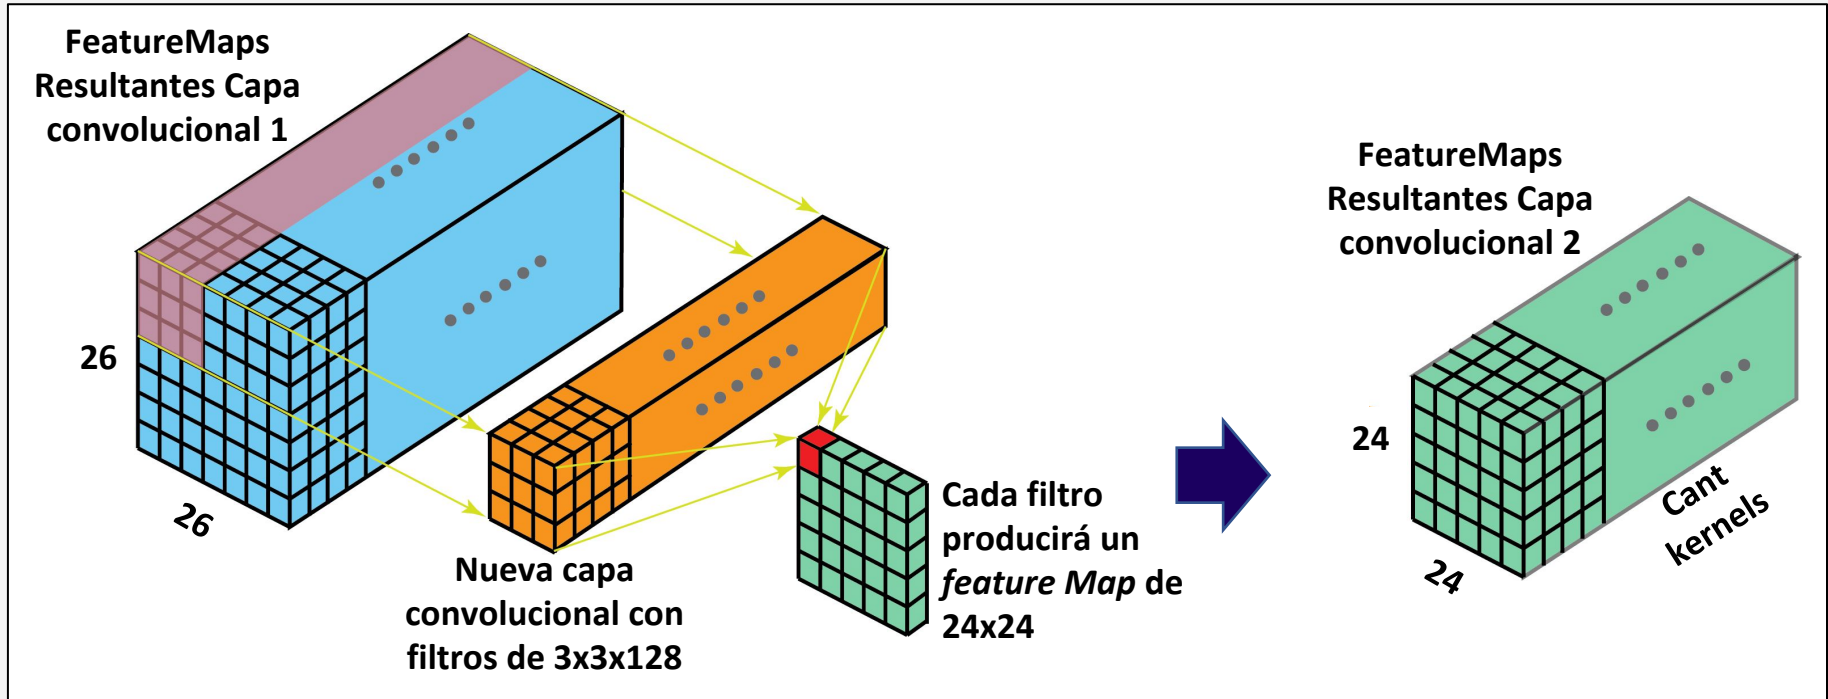 FeatureMaps
Resultantes Capa
convolucional 1
26
26
Nueva capa
convolucional con
filtros de 3x3x128
Cada filtro
producirá un
feature Map de
24x24
FeatureMaps
Resultantes Capa
convolucional 2
24
24
Cant
kernels